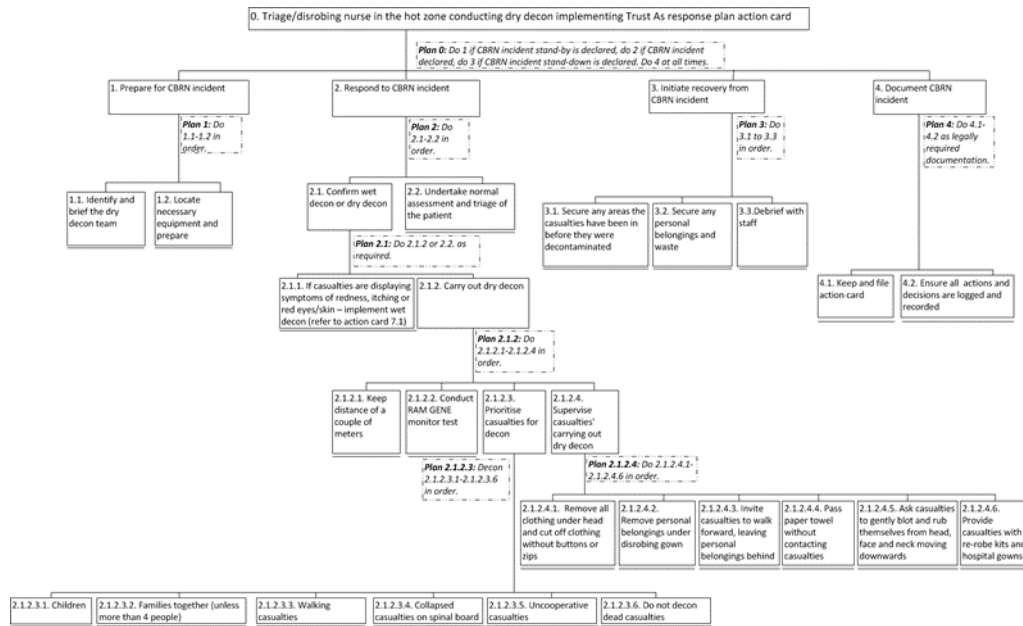 0. Triage/disrobing nurse in the hot zone conducting dry decon implementing Trust As response plan action card
Plan 0: Do 1 if CBRN incident stand-by is declared, do 2 if CBRN incident
declared, do 3 if CBRN incident stand-down is declared. Do 4 at all times.
1. Prepare for CBRN incident
2. Respond to CBRN incident
3. Initiate recovery from
CBRN incident
4. Document CBRN
incident
Plan 1: Do
1.1-1.2 in
order.
Plan 2: Do
2.1-2.2 in
order.
Plan 3: Do
3.1 to 3.3 in
order.
Plan 4: Do 4.1-
4.2 as legally
required
documentation.
1.1. Identify and
brief the dry
decon team
1.2. Locate
necessary
equipment and
prepare
2.1. Confirm wet
decon or dry decon
2.2. Undertake normal
assessment and triage of
the patient
3.1. Secure any areas the
casualties have been in
before they were
decontaminated
3.2. Secure any
personal
belongings and
waste
3.3.Debrief with
staff
Plan 2.1: Do 2.1.2 or 2.2. as
required.
4.1. Keep and file
action card
4.2. Ensure all actions and
decisions are logged and
recorded
2.1.1. If casualties are displaying
symptoms of redness, itching or
red eyes/skin – implement wet
decon (refer to action card 7.1)
2.1.2. Carry out dry decon
Plan 2.1.2: Do
2.1.2.1-2.1.2.4 in
order.
2.1.2.1. Keep
distance of a
couple of
meters
2.1.2.2. Conduct
RAM GENE
monitor test
2.1.2.3.
Prioritise
casualties for
decon
2.1.2.4.
Supervise
casualties'
carrying out
dry decon
Plan 2.1.2.3: Decon
2.1.2.3.1-2.1.2.3.6
in order.
Plan 2.1.2.4: Do 2.1.2.4.1-
2.1.2.4.6 in order.
2.1.2.4.1. Remove all
clothing under head
and cut off clothing
without buttons or
zips
2.1.2.4.2.
Remove personal
belongings under
disrobing gown
2.1.2.4.3. Invite
casualties to walk
forward, leaving
personal
belongings behind
2.1.2.4.4. Pass
paper towel
without
contacting
casualties
2.1.2.4.5. Ask casualties
to gently blot and rub
themselves from head,
face and neck moving
downwards
2.1.2.4.6.
Provide
casualties with
re-robe kits and
hospital gowns
2.1.2.3.1. Children
2.1.2.3.2. Families together (unless
more than 4 people)
2.1.2.3.3. Walking
casualties
2.1.2.3.4. Collapsed
casualties on spinal board
2.1.2.3.5. Uncooperative
casualties
2.1.2.3.6. Do not decon
dead casualties